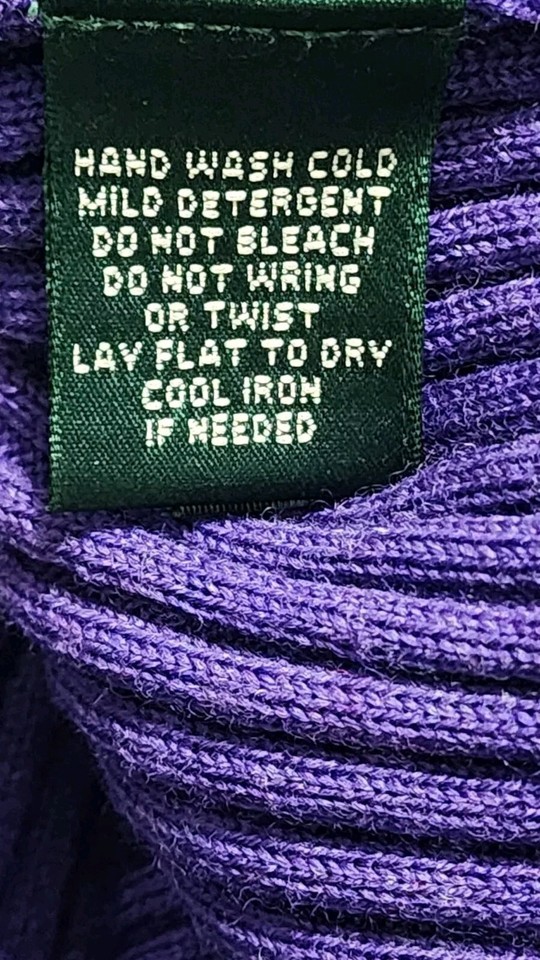 HAND WASH COLD
MILD DETERGENT
DO NOT BLEACH
DO NOT WRING
OR TWIST
LAY FLAT TO DRY
COOL IRON
IF NEEDED